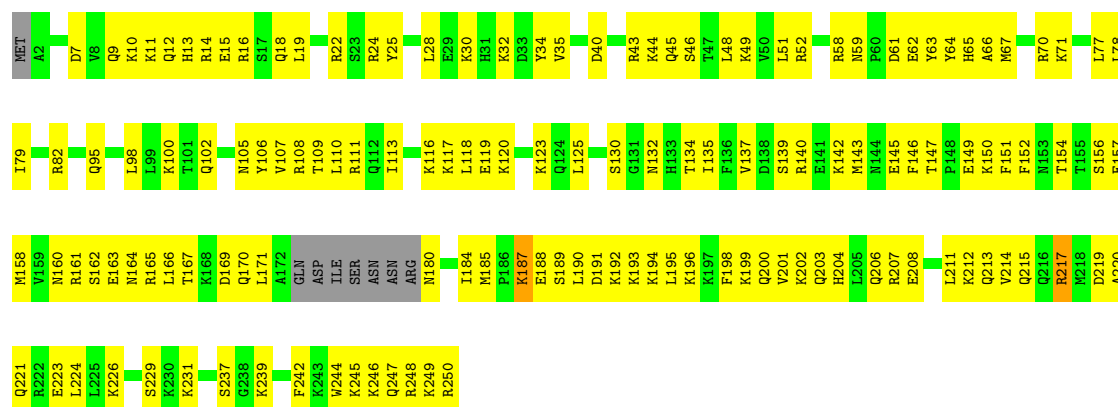 MET A2 D7 V8 Q9 K10 K11 Q12 H13 R14 E15 R16 S17 Q18 L19 R22 S23 R24 Y25 L28 E29 K30 H31 K32 D33 Y34 V35 D40 R43 K44 Q45 S46 T47 L48 K49 V50 L51 R52 R58 N59 P60 D61 E62 Y63 Y64 H65 A66 M67 R70 K71 L77 L78
I79 R82 Q95 L98 L99 K100 T101 Q102 N105 Y106 V107 R108 T109 L110 R111 Q112 I113 K116 K117 L118 E119 K120 K123 Q124 L125 S130 G131 N132 H133 T134 I135 F136 V137 D138 S139 R140 E141 K142 M143 N144 E145 F146 T147 P148 E149 K150 F151 F152 N153 T154 T155 S156 E157
M158 V159 N160 R161 S162 E163 N164 R165 L166 T167 K168 D169 Q170 L171 A172 GLN ASP ILE SER ASN ASN ARG N180 I184 M185 P186 K187 E188 S189 L190 D191 K192 K193 K194 L195 K196 K197 F198 K199 Q200 V201 K202 Q203 H204 L205 Q206 R207 E208 L211 K212 Q213 V214 Q215 Q216 R217 M218 D219 A220
Q221 R222 E223 L224 L225 K226 S229 K230 K231 S237 G238 K239 F242 K243 W244 K245 K246 Q247 R248 K249 R250